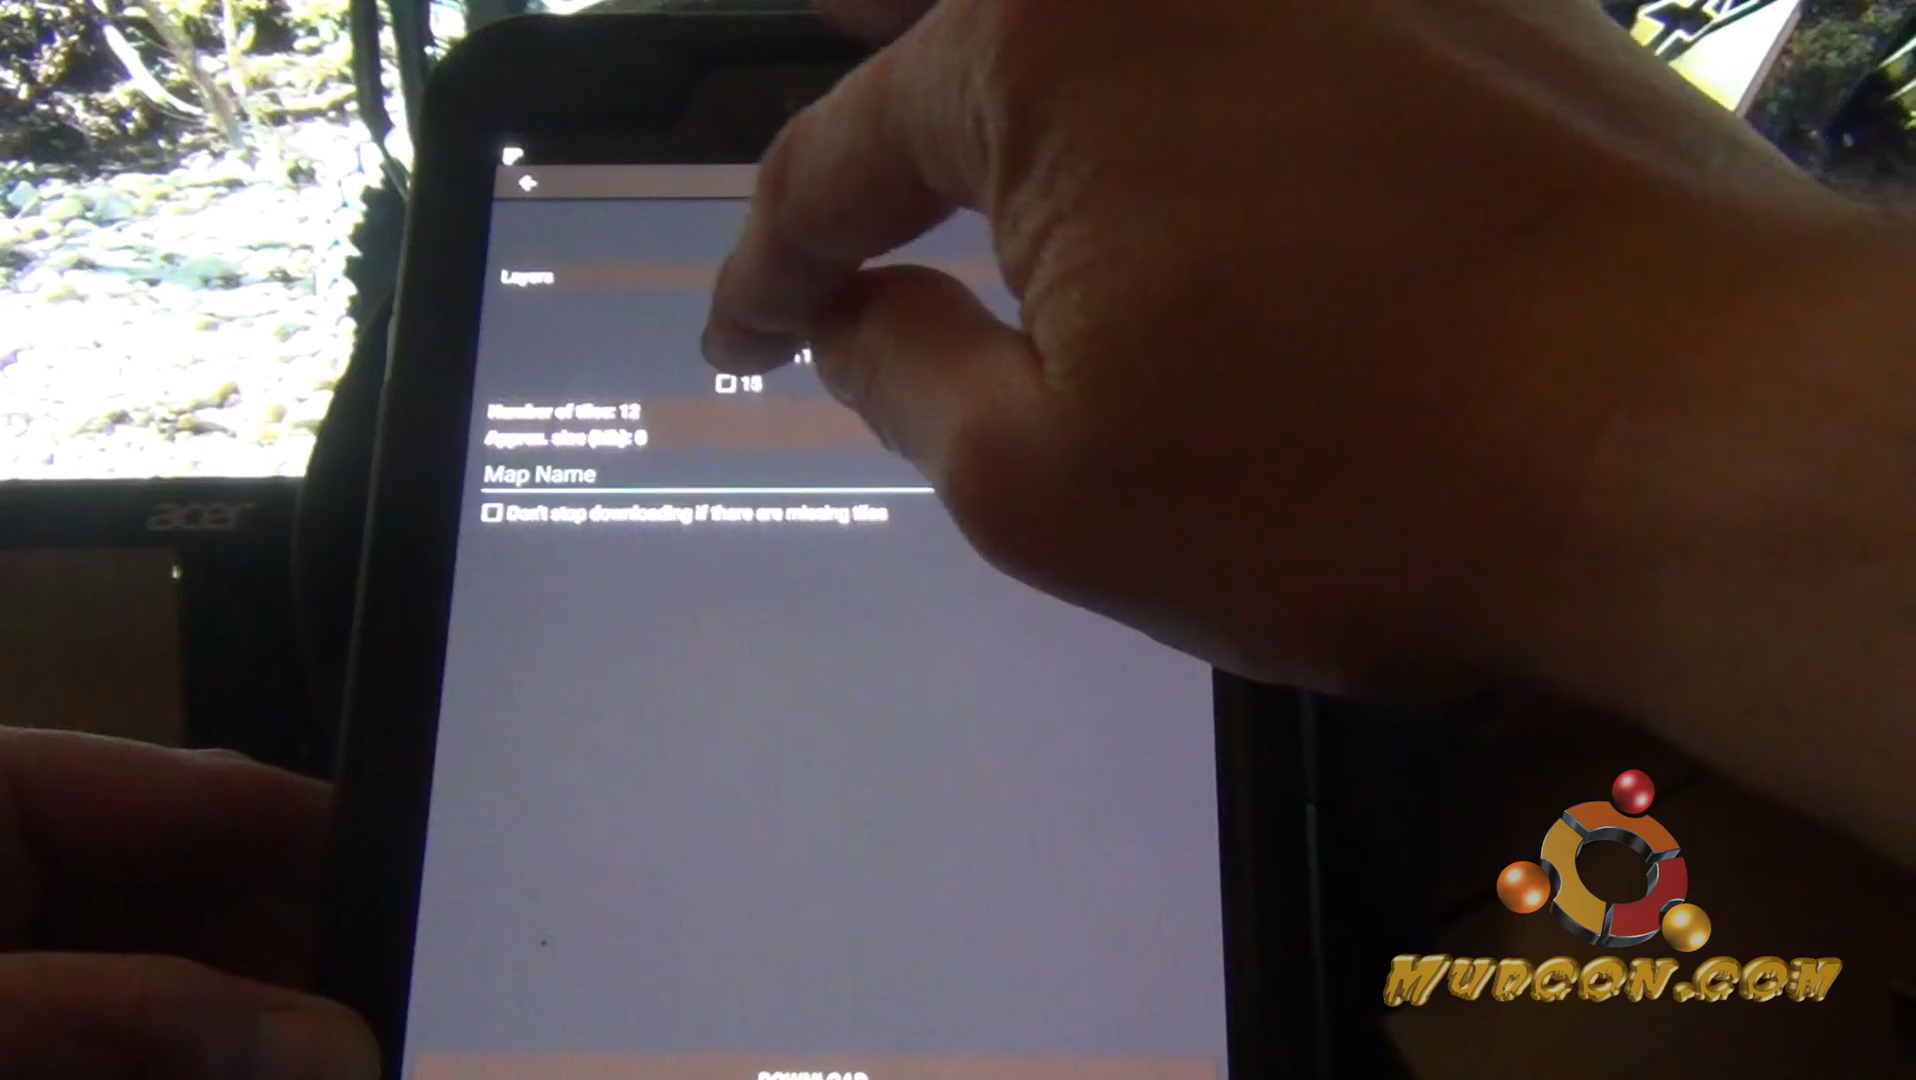 Layers
15
Number of tiles: 12
Approx. size (Mb): 0
Map Name
Don't stop downloading if there are missing tiles
acer
DOWNLOAD
Mudcon.com